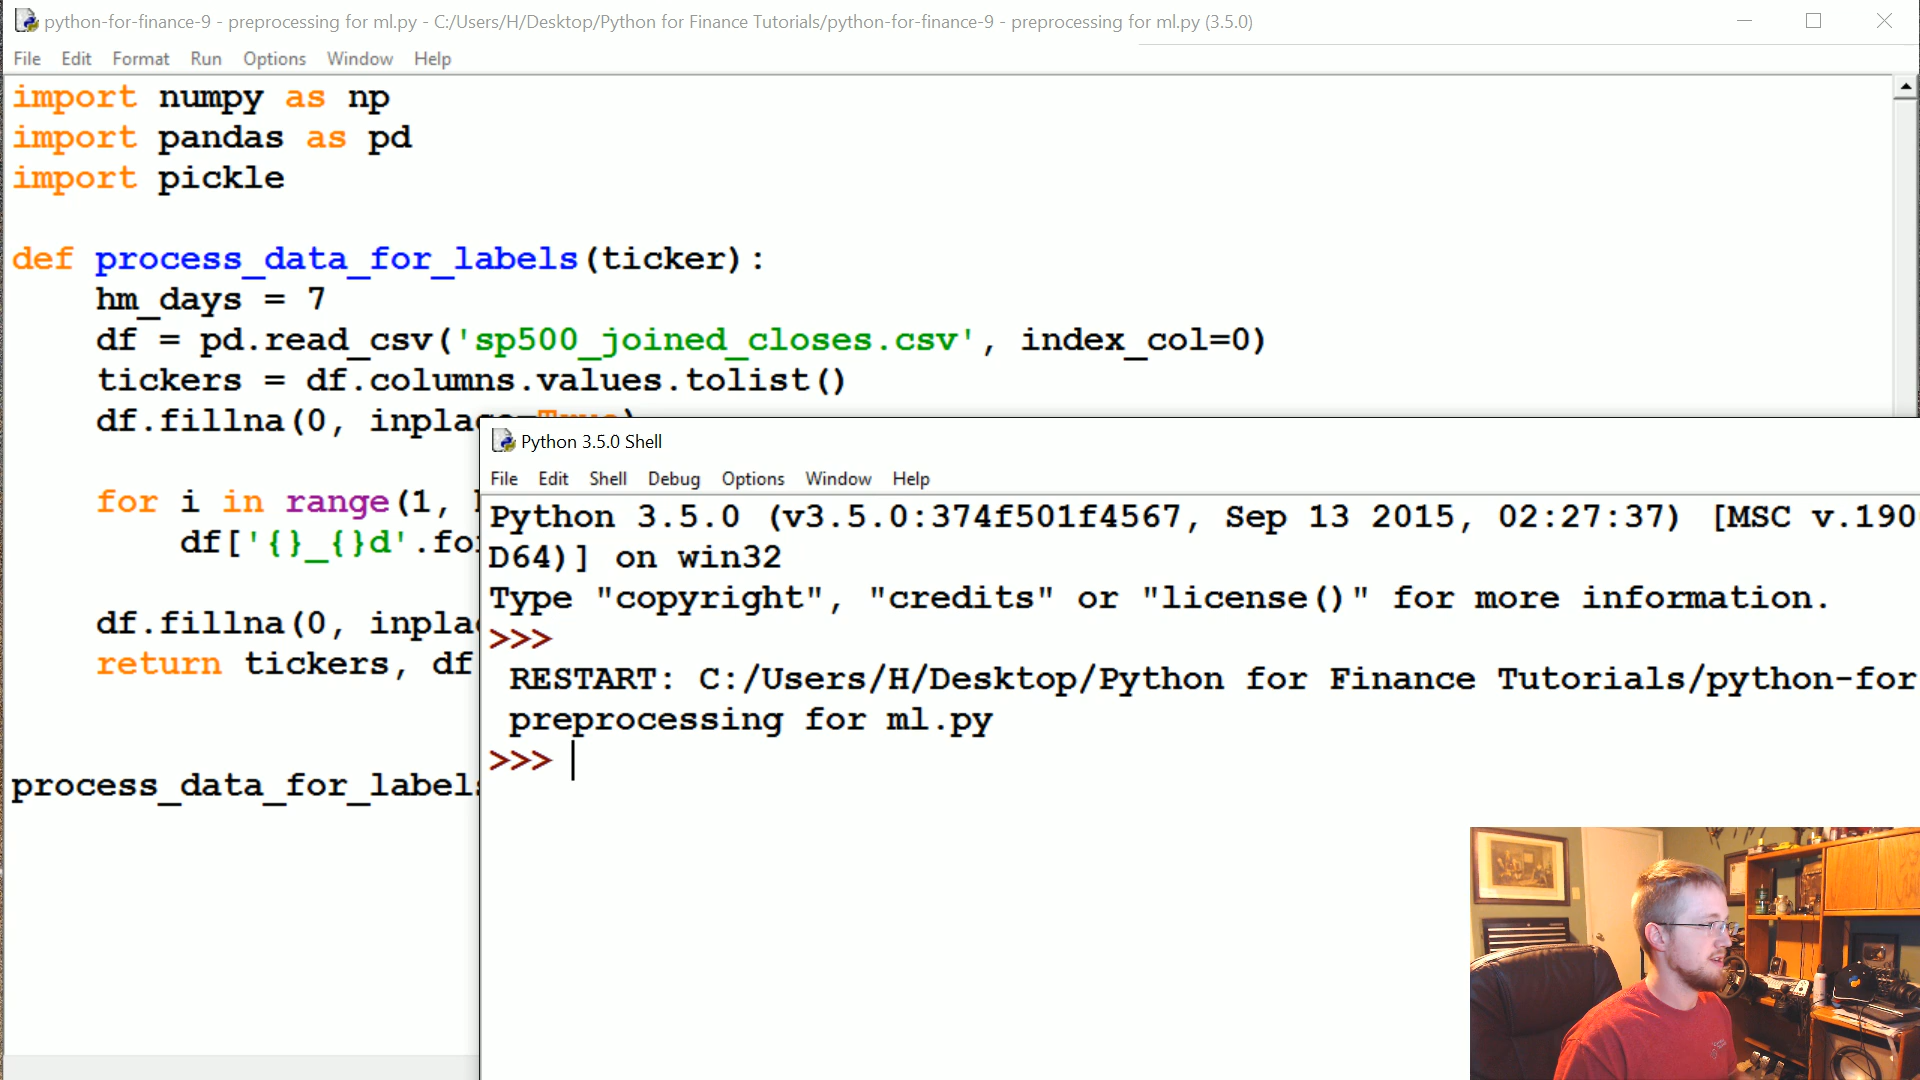 python-for-finance-9 - preprocessing for ml.py - C:/Users/H/Desktop/Python for Finance Tutorials/python-for-finance-9 - preprocessing for ml.py (3.5.0)
File Edit Format Run Options Window Help
import numpy as np
import pandas as pd
import pickle
def process_data_for_labels(ticker):
hm_days = 7
df = pd.read_csv('sp500_joined_closes.csv', index_col=0)
tickers = df.columns.values.tolist()
df.fillna(0, inplace=True)
for i in range(1,
df['{}_{}d'.fo
df.fillna(0, inpla
return tickers, df
process_data_for_labels
Python 3.5.0 Shell
File Edit Shell Debug Options Window Help
Python 3.5.0 (v3.5.0:374f501f4567, Sep 13 2015, 02:27:37) [MSC v.190
D64)] on win32
Type "copyright", "credits" or "license()" for more information.
>>>
RESTART: C:/Users/H/Desktop/Python for Finance Tutorials/python-for
preprocessing for ml.py
>>>